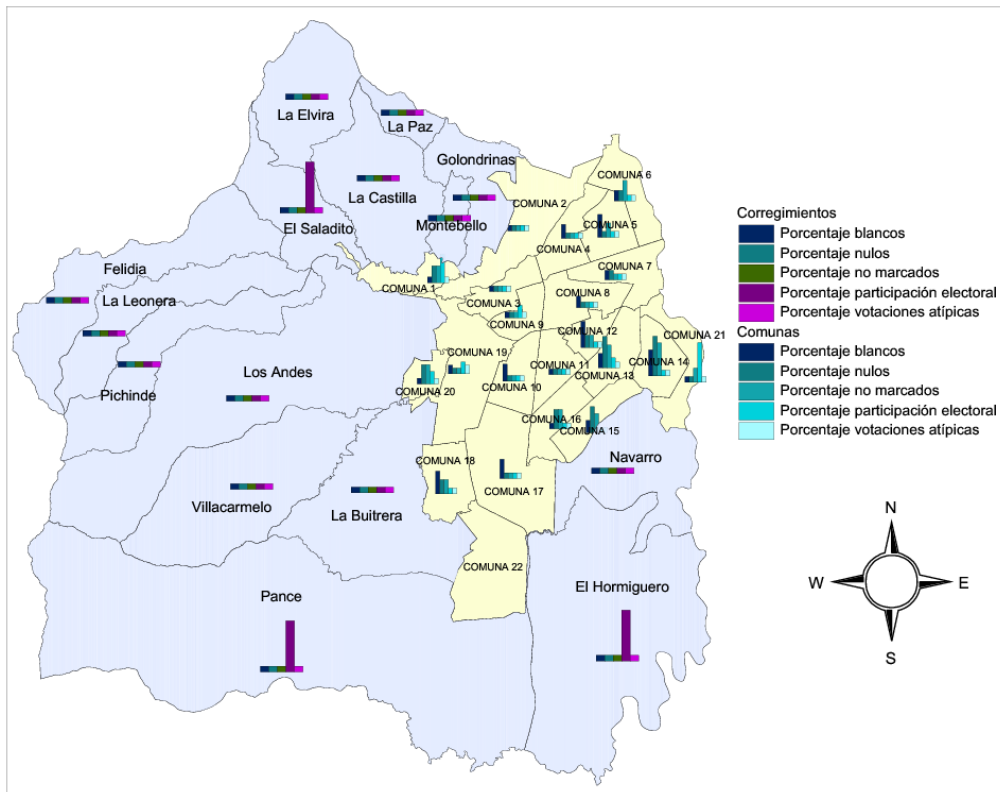 La Elvira
La Paz
Golondrinas
La Castilla
El Saladito
Montebello
Felidia
La Leonera
Pichinde
Los Andes
Villacarmelo
La Buitrera
Pance
El Hormiguero
Navarro
COMUNA 6
COMUNA 2
COMUNA 5
COMUNA 4
COMUNA 7
COMUNA 1
COMUNA 3
COMUNA 8
COMUNA 9
COMUNA 12
COMUNA 21
COMUNA 19
COMUNA 11
COMUNA 14
COMUNA 13
COMUNA 20
COMUNA 10
COMUNA 16
COMUNA 15
COMUNA 18
COMUNA 17
COMUNA 22
Corregimientos
Porcentaje blancos
Porcentaje nulos
Porcentaje no marcados
Porcentaje participación electoral
Porcentaje votaciones atípicas
Comunas
Porcentaje blancos
Porcentaje nulos
Porcentaje no marcados
Porcentaje participación electoral
Porcentaje votaciones atípicas
N
W
E
S